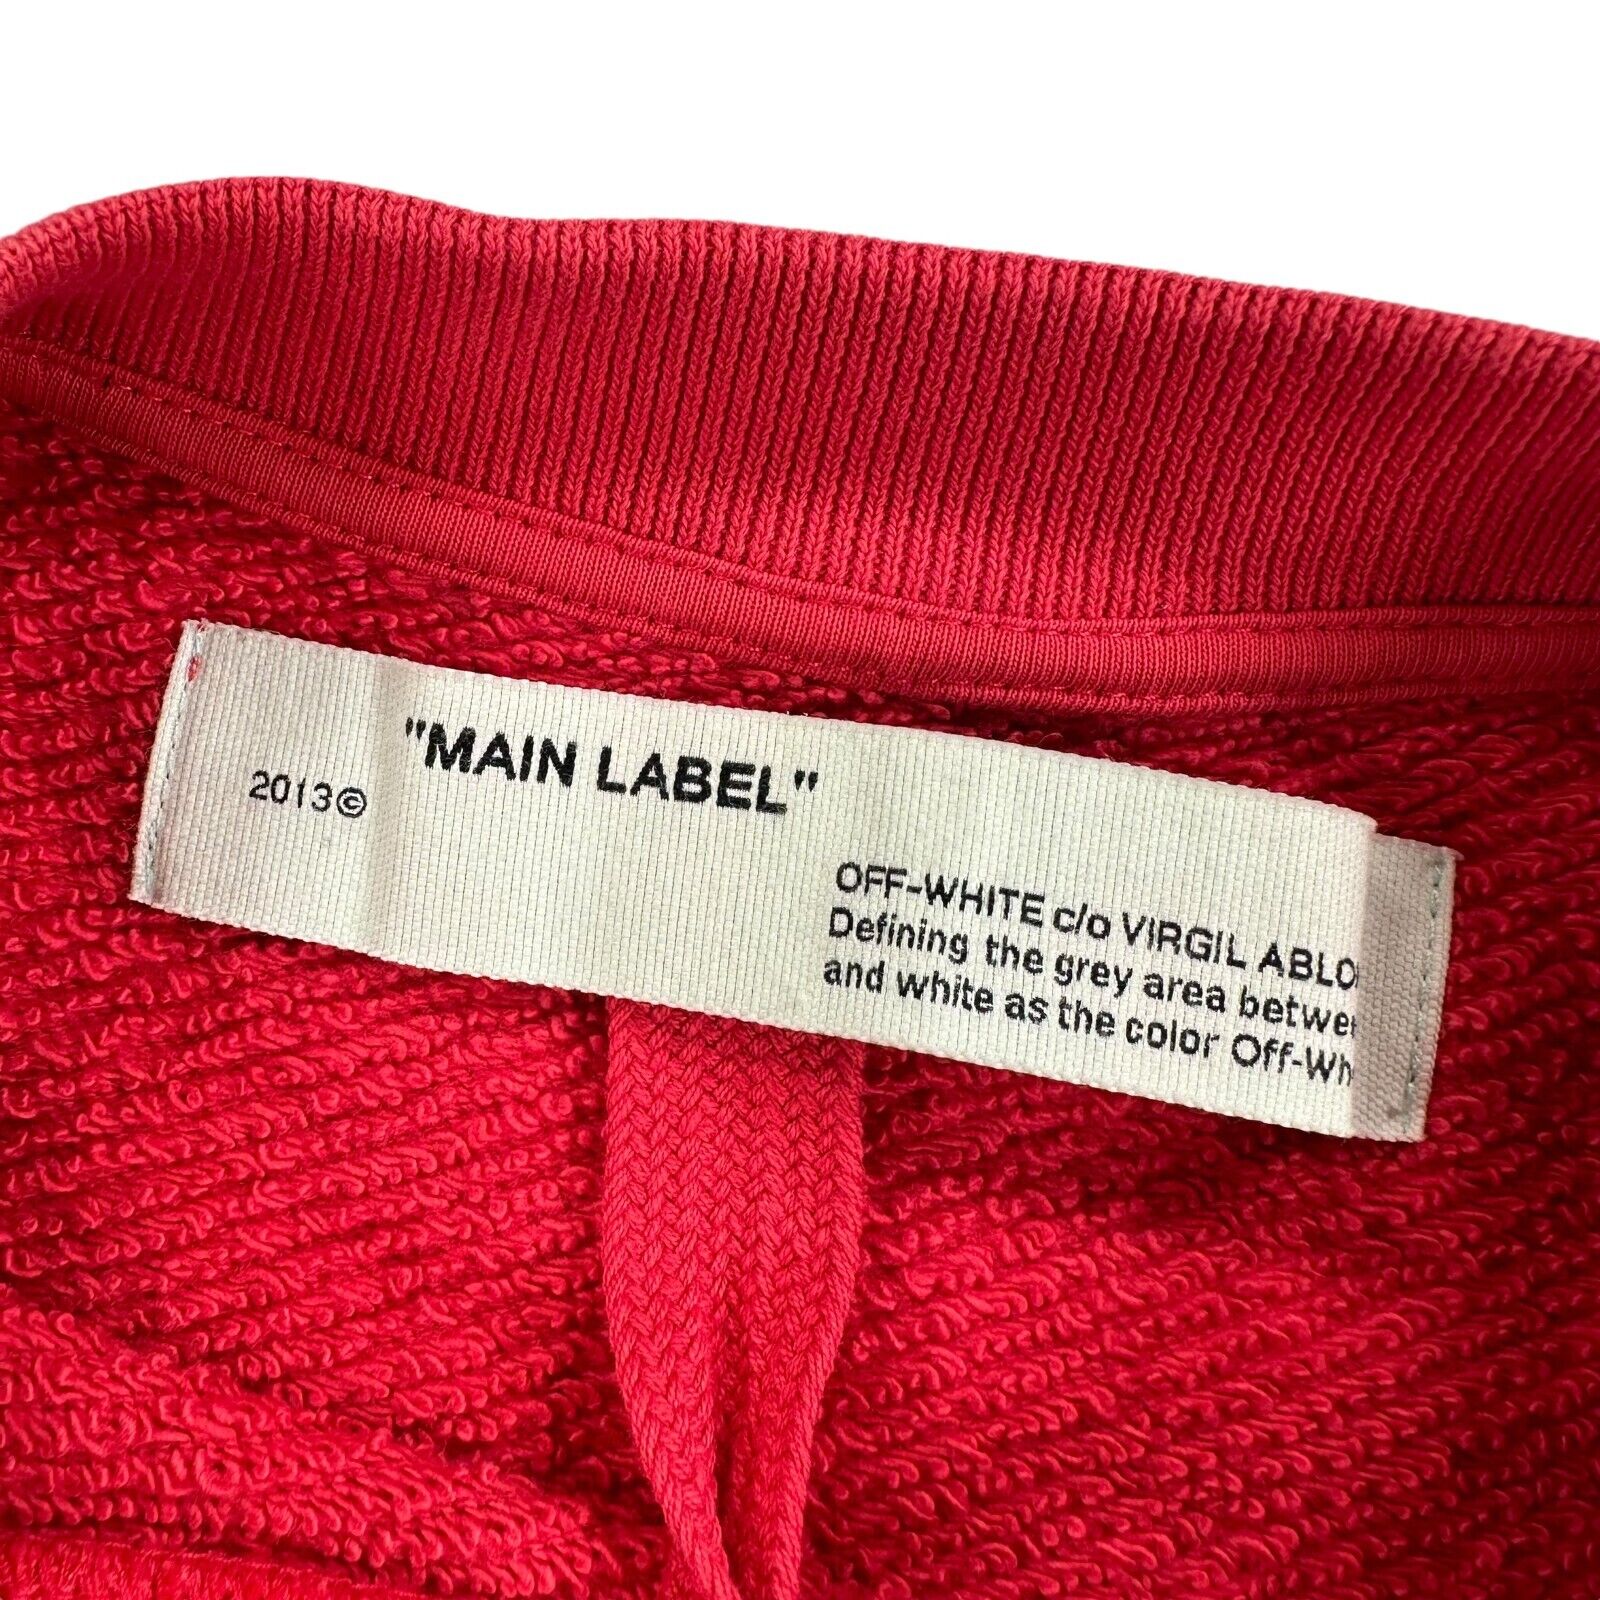 "MAIN LABEL"
2013©
OFF-WHITE c/o VIRGIL ABLO
Defining the grey area betwe
and white as the color Off-Wh